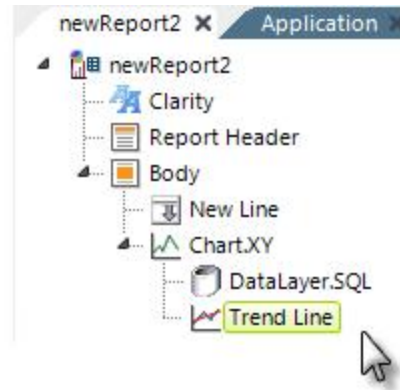 newReport2 Application
newReport2
Clarity
Report Header
Body
New Line
Chart.XY
DataLayer.SQL
Trend Line